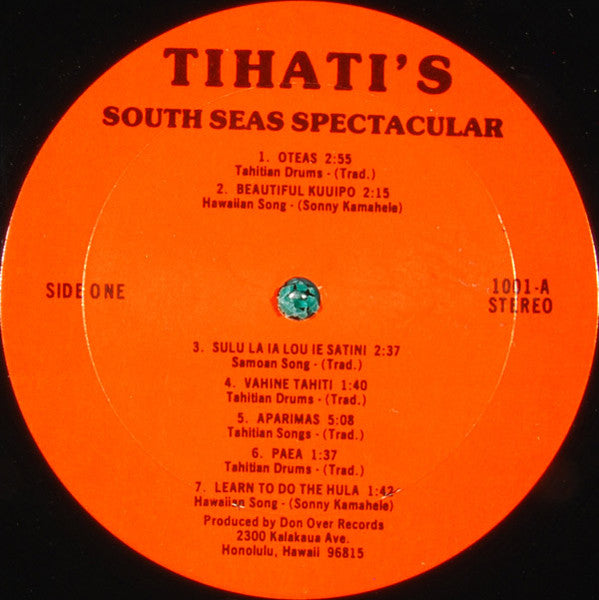 TIHATI'S
SOUTH SEAS SPECTACULAR
1. OTEAS 2:55
Tahitian Drums - (Trad.)
2. BEAUTIFUL KUUIPO 2:15
Hawaiian Song - (Sonny Kamahele)
SIDE ONE
1001-A
STEREO
3. SULU LA IA LOU IE SATINI 2:37
Samoan Song - (Trad.)
4. VAHINE TAHITI 1:40
Tahitian Drums - (Trad.)
5. APARIMAS 5:08
Tahitian Songs - (Trad.)
6. PAEA 1:37
Tahitian Drums - (Trad.)
7. LEARN TO DO THE HULA 1:42
Hawaiian Song - (Sonny Kamahele)
Produced by Don Over Records
2300 Kalakaua Ave.
Honolulu, Hawaii 96815